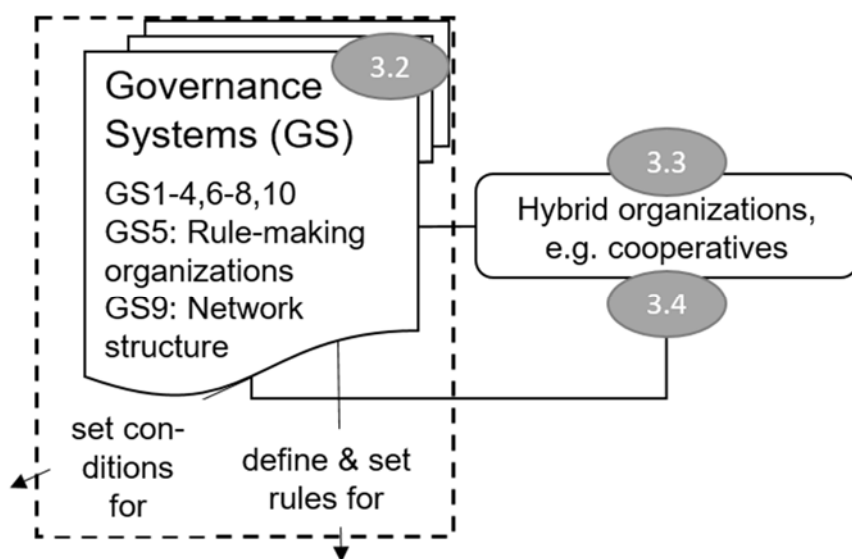 3.2
Governance
Systems (GS)
GS1-4,6-8,10
GS5: Rule-making
organizations
GS9: Network
structure
3.3
Hybrid organizations,
e.g. cooperatives
3.4
set con-
ditions
for
define & set
rules for